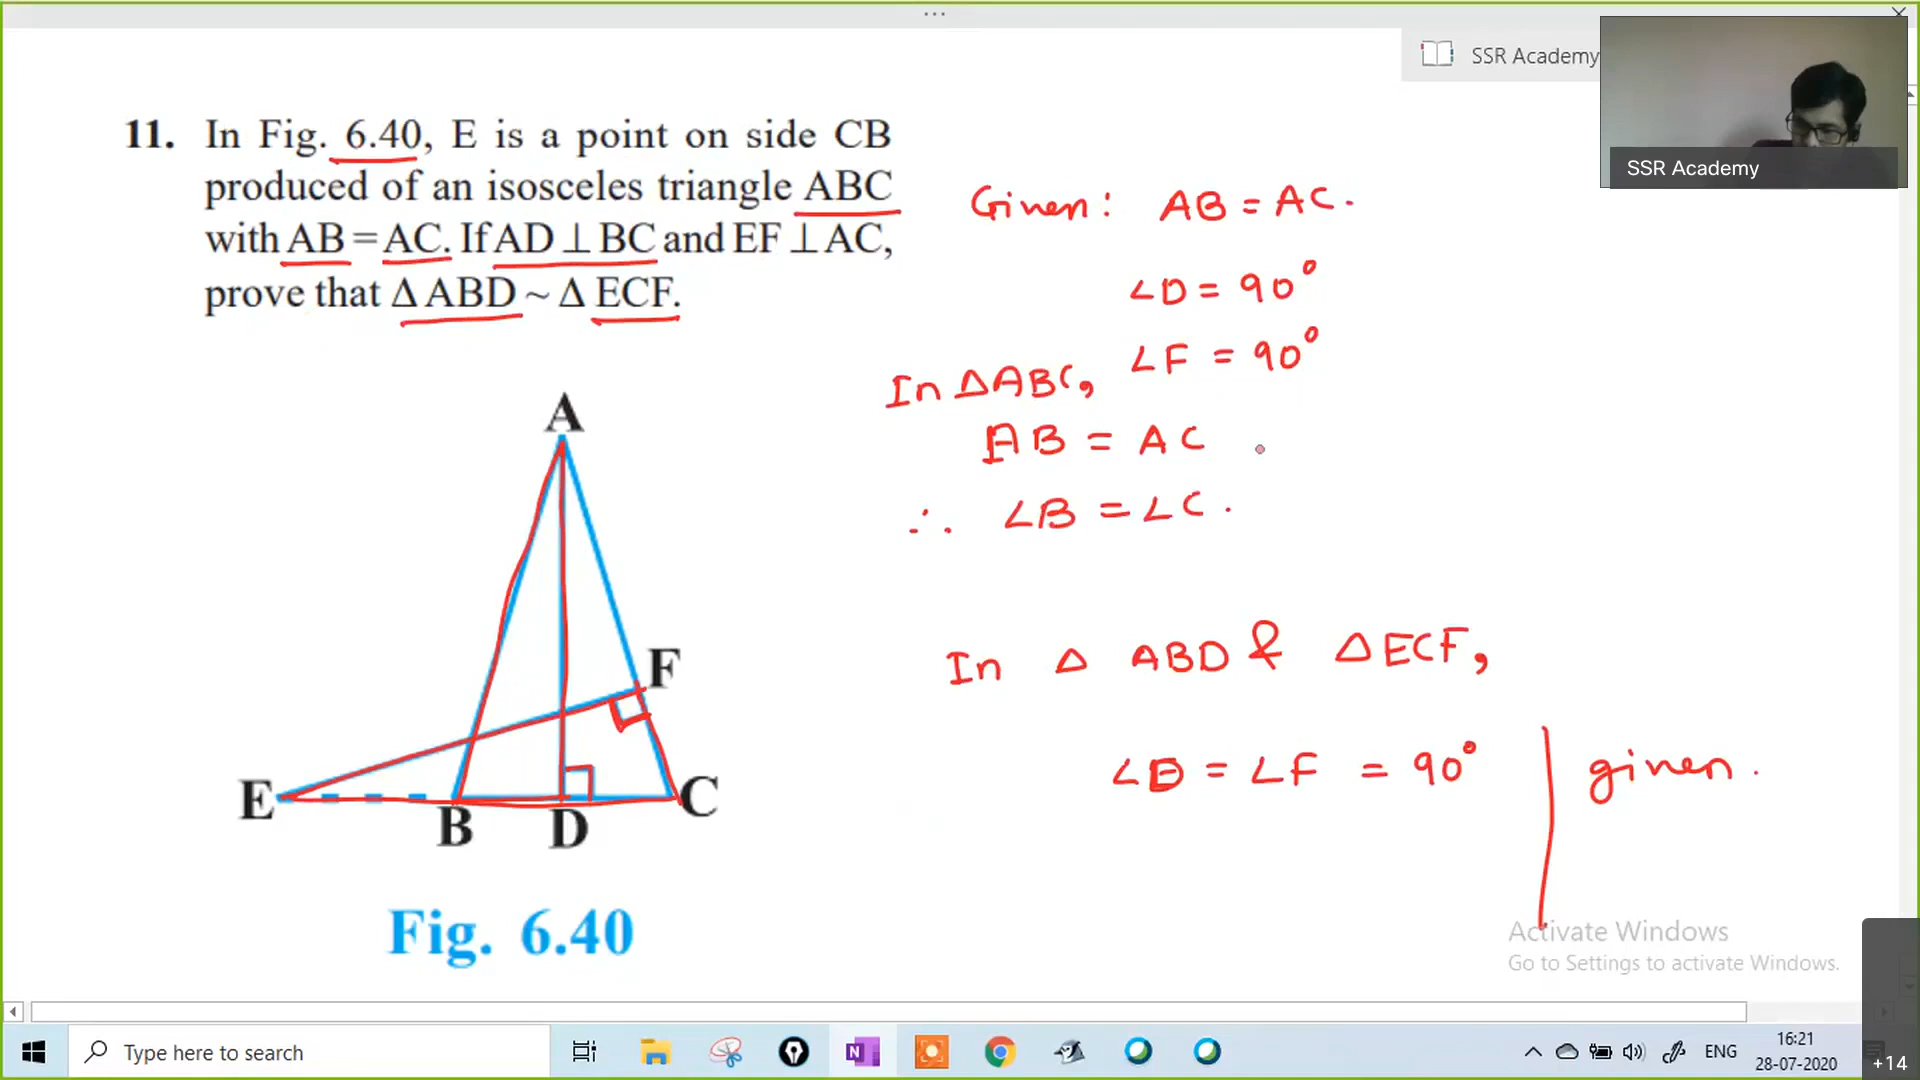 SSR Academy
SSR Academy
11. In Fig. 6.40, E is a point on side CB
produced of an isosceles triangle ABC
with AB = AC. If AD ⊥ BC and EF ⊥ AC,
prove that Δ ABD ~ Δ ECF.
Given: AB = AC.
∠D = 90°
∠F = 90°
In ΔABC,
AB = AC
∴ ∠B = ∠C.
In Δ ABD & ΔECF,
∠D = ∠F = 90° | given.
A
F
E
B
D
C
Fig. 6.40
Activate Windows
Go to Settings to activate Windows.
Type here to search
ENG
16:21
28-07-2020
+14